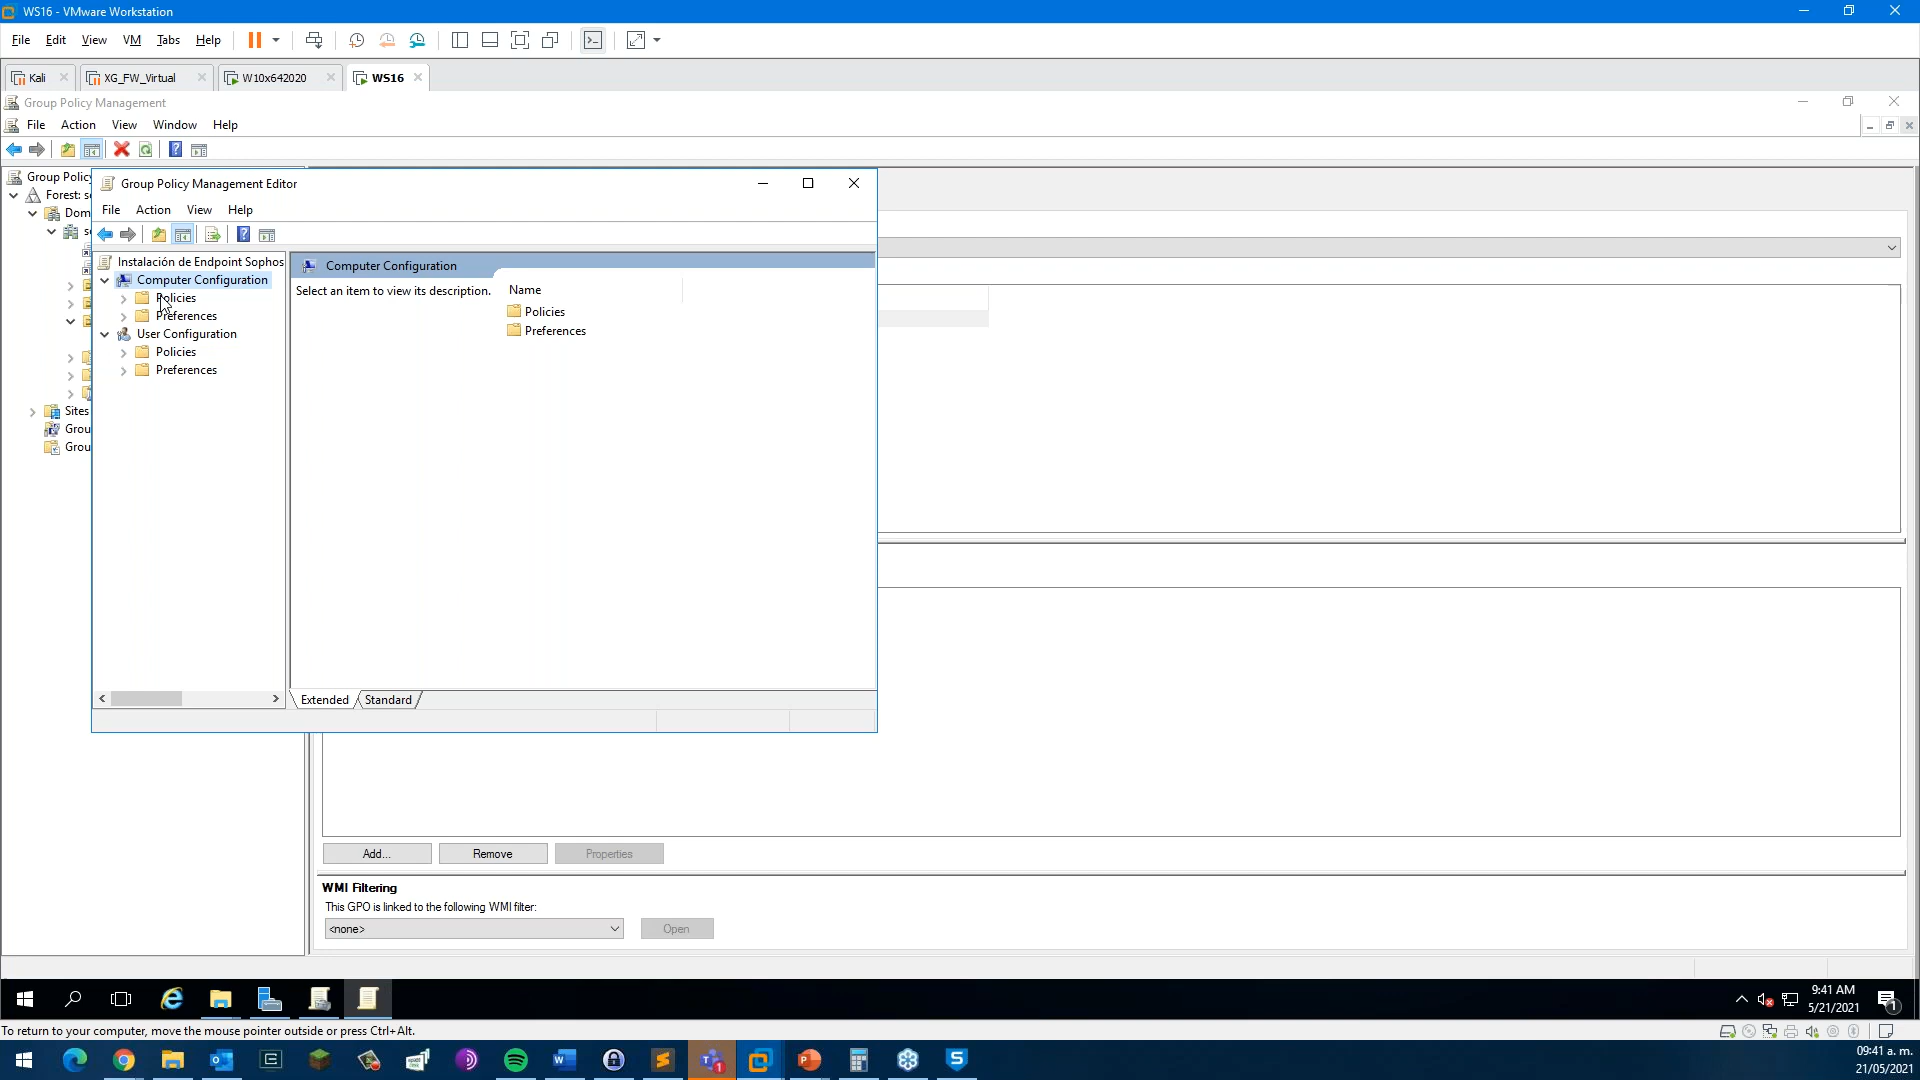 WS16 - VMware Workstation
File Edit View VM Tabs Help
Kali XG_FW_Virtual W10x642020 WS16
Group Policy Management
File Action View Window Help
Group Policy
Forest: se
Dom
se
Sites
Grou
Grou
Group Policy Management Editor
File Action View Help
Instalación de Endpoint Sophos
Computer Configuration
Policies
Preferences
User Configuration
Policies
Preferences
Computer Configuration
Select an item to view its description.
Name
Policies
Preferences
Extended Standard
Add... Remove Properties
WMI Filtering
This GPO is linked to the following WMI filter:
<none> Open
9:41 AM
5/21/2021
1
To return to your computer, move the mouse pointer outside or press Ctrl+Alt.
09:41 a. m.
21/05/2021